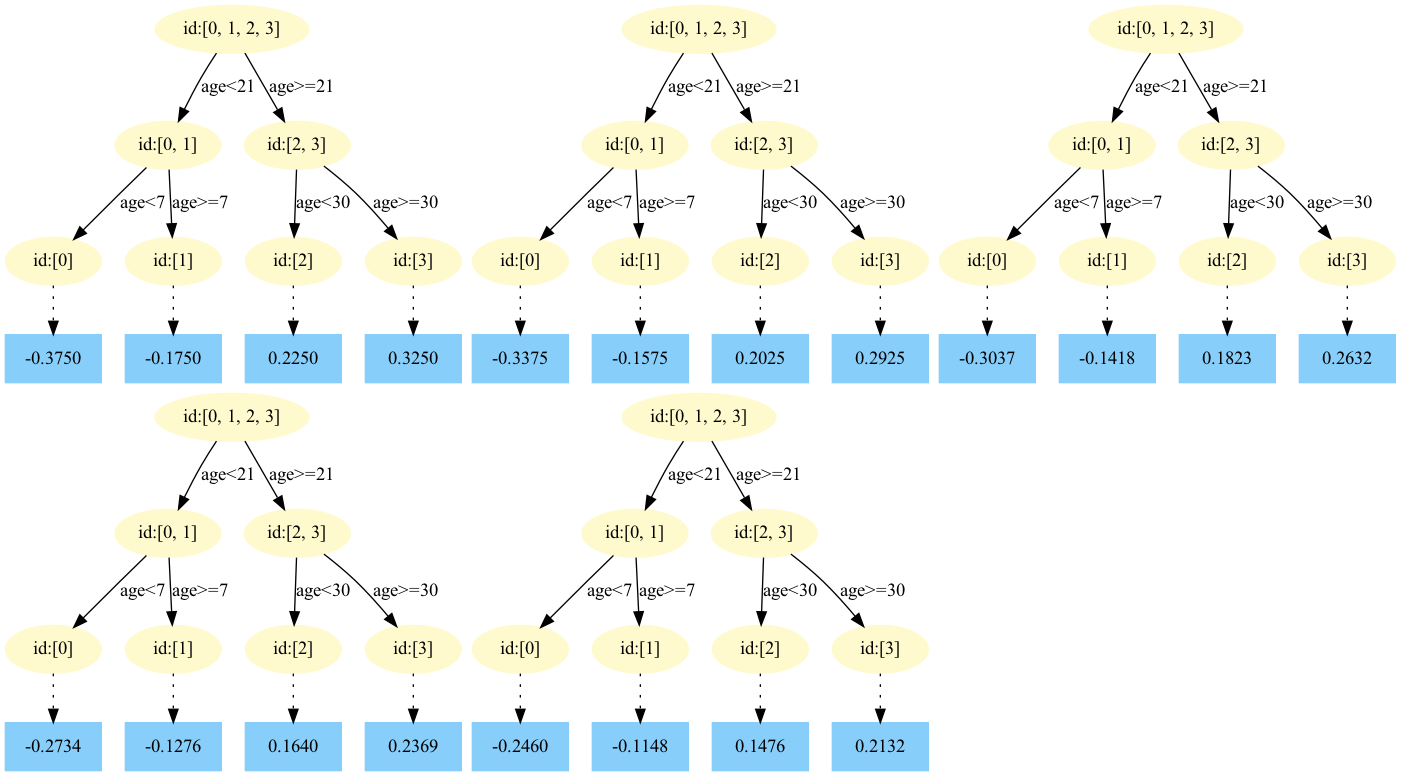 id:[0, 1, 2, 3] id:[0, 1, 2, 3] id:[0, 1, 2, 3]
age<21 age>=21 age<21 age>=21 age<21 age>=21
id:[0, 1] id:[2, 3] id:[0, 1] id:[2, 3] id:[0, 1] id:[2, 3]
age<7 age>=7 age<30 age>=30 age<7 age>=7 age<30 age>=30 age<7 age>=7 age<30 age>=30
id:[0] id:[1] id:[2] id:[3] id:[0] id:[1] id:[2] id:[3] id:[0] id:[1] id:[2] id:[3]
-0.3750 -0.1750 0.2250 0.3250 -0.3375 -0.1575 0.2025 0.2925 -0.3037 -0.1418 0.1823 0.2632
id:[0, 1, 2, 3] id:[0, 1, 2, 3]
age<21 age>=21 age<21 age>=21
id:[0, 1] id:[2, 3] id:[0, 1] id:[2, 3]
age<7 age>=7 age<30 age>=30 age<7 age>=7 age<30 age>=30
id:[0] id:[1] id:[2] id:[3] id:[0] id:[1] id:[2] id:[3]
-0.2734 -0.1276 0.1640 0.2369 -0.2460 -0.1148 0.1476 0.2132